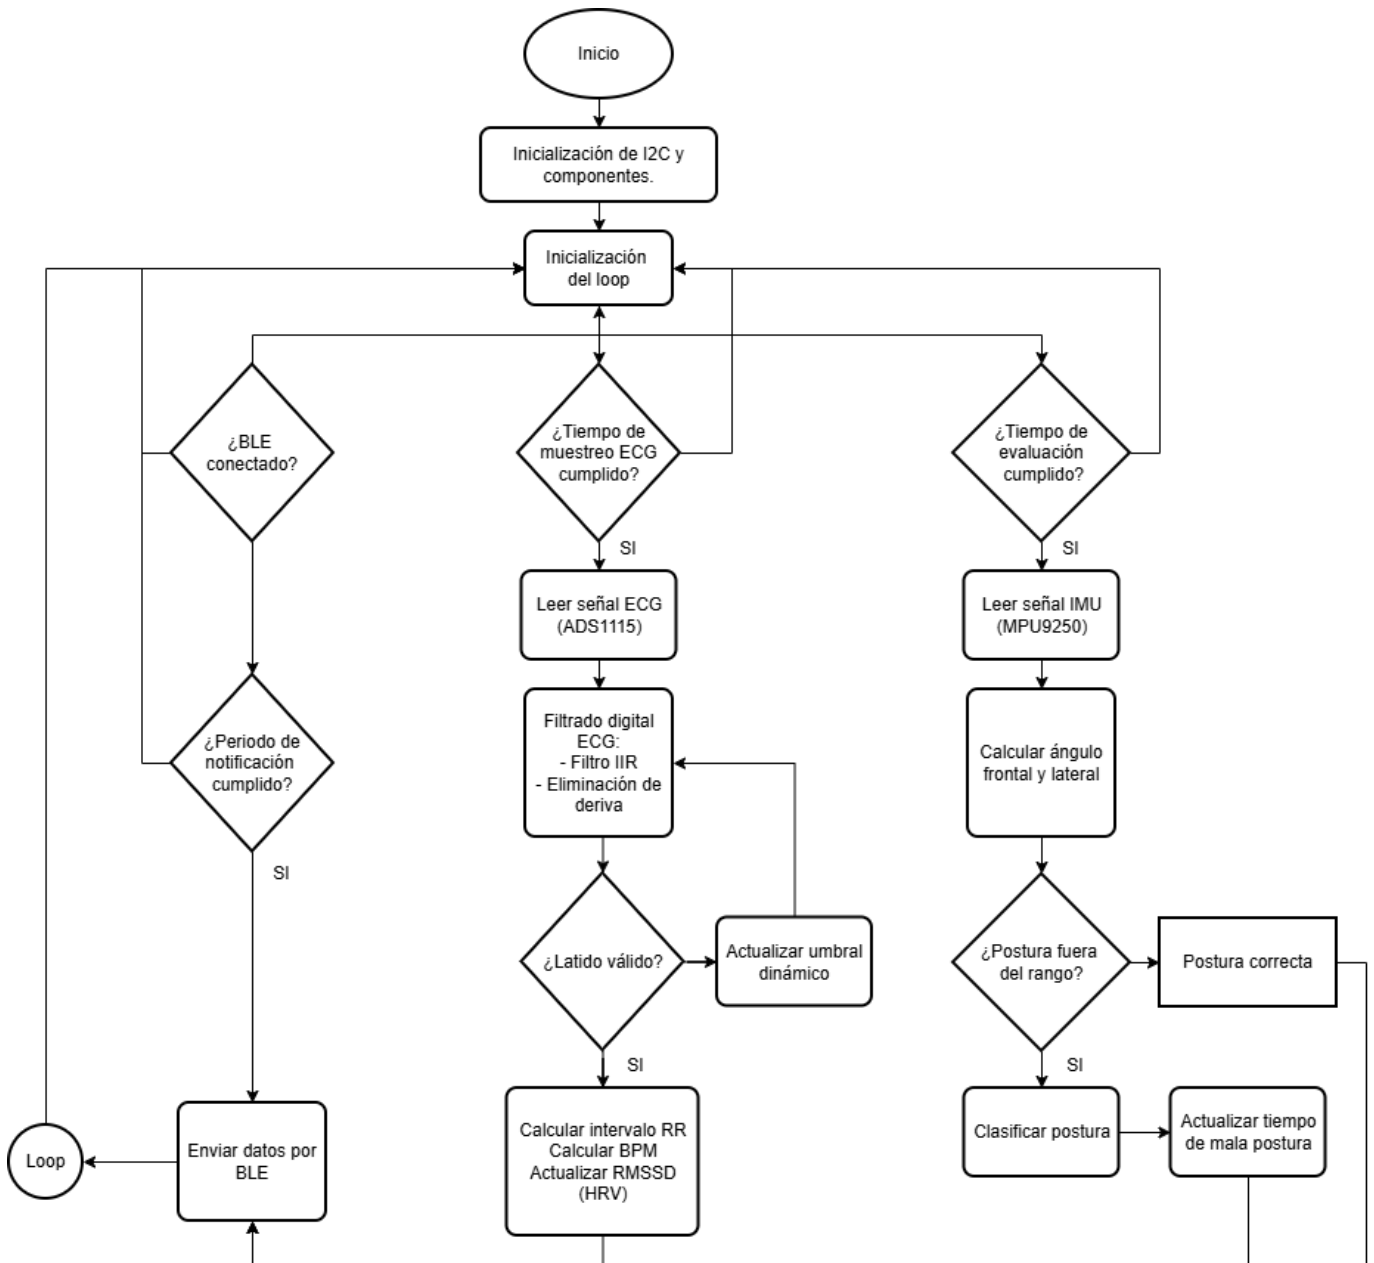 Inicio
Inicialización de I2C y
componentes.
Inicialización
del loop
¿BLE
conectado?
¿Tiempo de
muestreo ECG
cumplido?
¿Tiempo de
evaluación
cumplido?
SI
SI
Leer señal ECG
(ADS1115)
Leer señal IMU
(MPU9250)
¿Periodo de
notificación
cumplido?
Filtrado digital
ECG:
- Filtro IIR
- Eliminación de
deriva
Calcular ángulo
frontal y lateral
SI
¿Latido válido?
Actualizar umbral
dinámico
¿Postura fuera
del rango?
Postura correcta
SI
SI
Loop
Enviar datos por
BLE
Calcular intervalo RR
Calcular BPM
Actualizar RMSSD
(HRV)
Clasificar postura
Actualizar tiempo
de mala postura